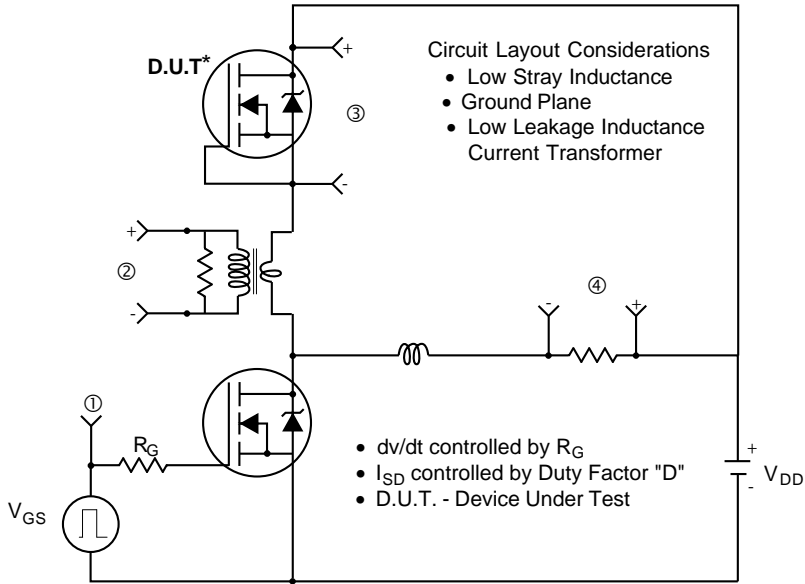 D.U.T*
+
-
③
Circuit Layout Considerations
• Low Stray Inductance
• Ground Plane
• Low Leakage Inductance
Current Transformer
+
②
-
-
④
+
①
R_G
V_GS
• dv/dt controlled by R_G
• I_SD controlled by Duty Factor "D"
• D.U.T. - Device Under Test
+
-
V_DD